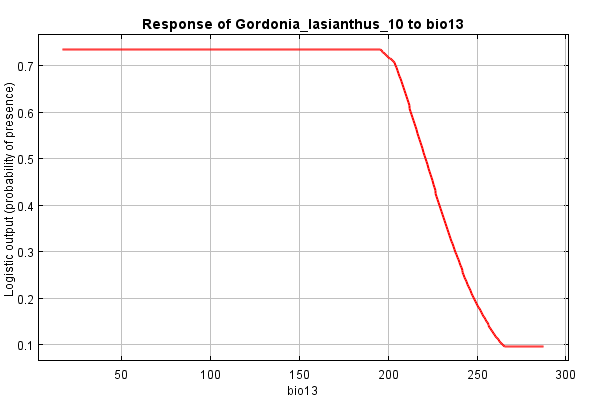 Response of Gordonia_lasianthus_10 to bio13
Logistic output (probability of presence)
0.7
0.6
0.5
0.4
0.3
0.2
0.1
50 100 150 200 250 300
bio13